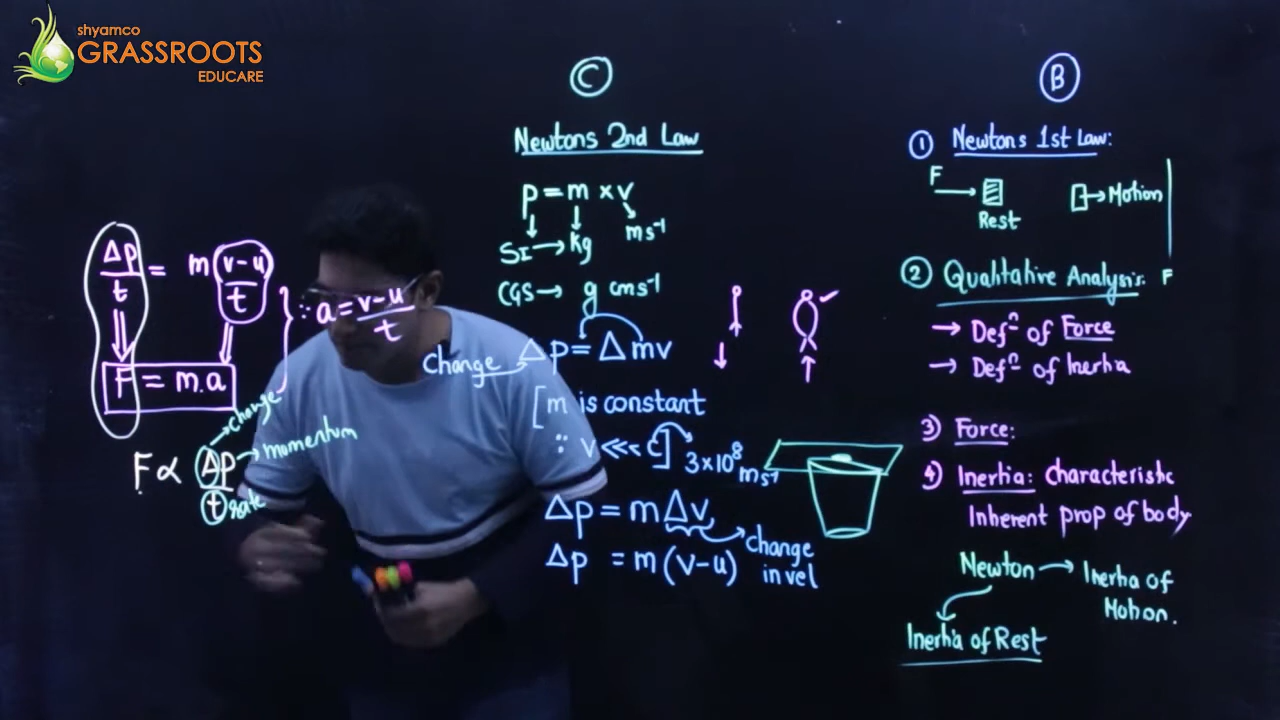 shyamco
GRASSROOTS
EDUCARE
Δp/t = m (v-u)/t
F = m.a
∵ a = v-u/t
change
F ∝ Δp/t
momentum
rate
C
Newtons 2nd Law
p = m × v
SI → kg ms⁻¹
CGS → g cms⁻¹
Change Δp = Δmv
[m is constant
∵ v <<< c] 3×10⁸ ms⁻¹
Δp = mΔv
change
in vel
Δp = m(v-u)
B
1 Newtons 1st Law:
F → Rest
→ Motion
2 Qualitative Analysis: F
→ Defⁿ of Force
→ Defⁿ of Inertia
3) Force:
4) Inertia: characteristic
Inherent prop of body
Newton → Inertia of
Motion.
Inertia of Rest